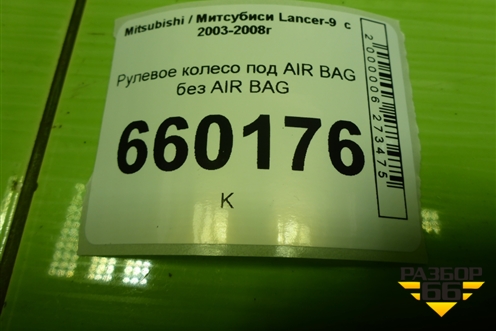 Mitsubishi / Митсубиси Lancer-9 с
2003-2008г
Рулевое колесо под AIR BAG
без AIR BAG
660176
К
2000006273475
РАЗБОР
66